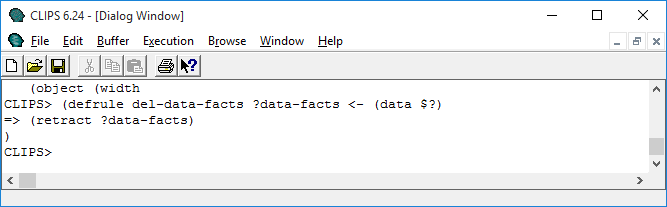 CLIPS 6.24 - [Dialog Window]
File Edit Buffer Execution Browse Window Help
(object (width
CLIPS> (defrule del-data-facts ?data-facts <- (data $?)
=> (retract ?data-facts)
)
CLIPS>